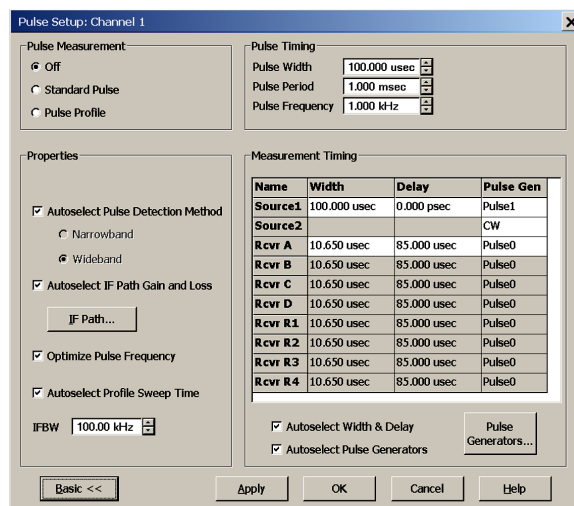 Pulse Setup: Channel 1
Pulse Measurement
Off
Standard Pulse
Pulse Profile
Pulse Timing
Pulse Width 100.000 usec
Pulse Period 1.000 msec
Pulse Frequency 1.000 kHz
Properties
Autoselect Pulse Detection Method
Narrowband
Wideband
Autoselect IF Path Gain and Loss
IF Path...
Optimize Pulse Frequency
Autoselect Profile Sweep Time
IFBW 100.00 kHz
Measurement Timing
Name Width Delay Pulse Gen
Source1 100.000 usec 0.000 psec Pulse1
Source2 CW
Rcvr A 10.650 usec 85.000 usec Pulse0
Rcvr B 10.650 usec 85.000 usec Pulse0
Rcvr C 10.650 usec 85.000 usec Pulse0
Rcvr D 10.650 usec 85.000 usec Pulse0
Rcvr R1 10.650 usec 85.000 usec Pulse0
Rcvr R2 10.650 usec 85.000 usec Pulse0
Rcvr R3 10.650 usec 85.000 usec Pulse0
Rcvr R4 10.650 usec 85.000 usec Pulse0
Autoselect Width & Delay
Autoselect Pulse Generators
Pulse
Generators...
Basic << Apply OK Cancel Help